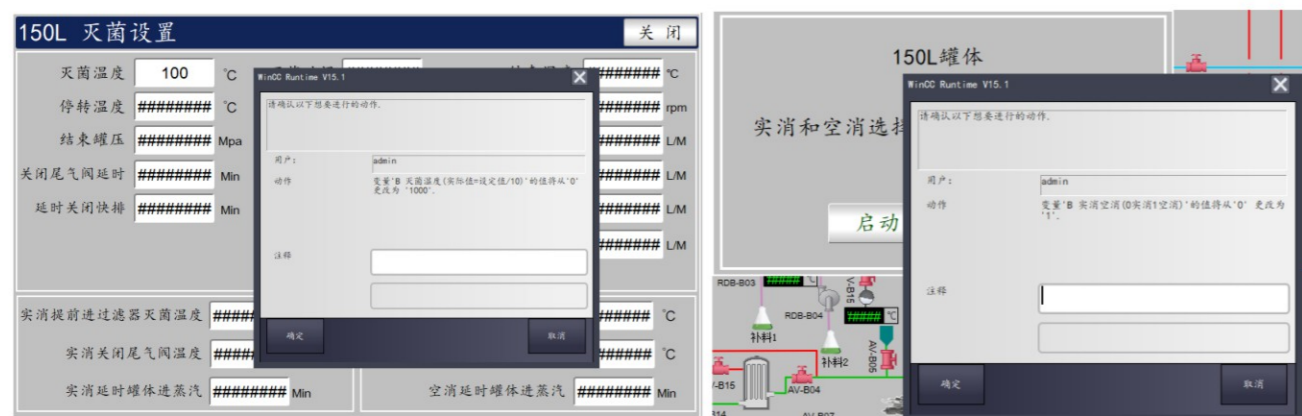 150L 灭菌设置
关 闭
灭菌温度 100 ℃
######## ℃
停转温度 ######## ℃
####### rpm
结束罐压 ######## Mpa
####### L/M
关闭尾气阀延时 ######## Min
####### L/M
延时关闭快排 ######## Min
####### L/M
####### L/M
WinCC Runtime V15.1
请确认以下想要进行的动作.
用户: admin
动作 变量'B 灭菌温度(实际值=设定值/10)'的值将从'0'
更改为 '1000'.
注释
确定 取消
实消提前进过滤器灭菌温度 #####
###### ℃
实消关闭尾气阀温度 #####
###### ℃
实消延时罐体进蒸汽 ######## Min
空消延时罐体进蒸汽 ######## Min
150L罐体
实消和空消选择
启动
WinCC Runtime V15.1
请确认以下想要进行的动作.
用户: admin
动作 变量'B 实消空消(0实消1空消)'的值将从'0' 更改为
'1'.
注释
确定 取消
RDB-B03 ##### ℃
V-B15
RDB-B04 ##### ℃
补料1
补料2
AV-B05
/-B15
AV-B04
314
AV-B07